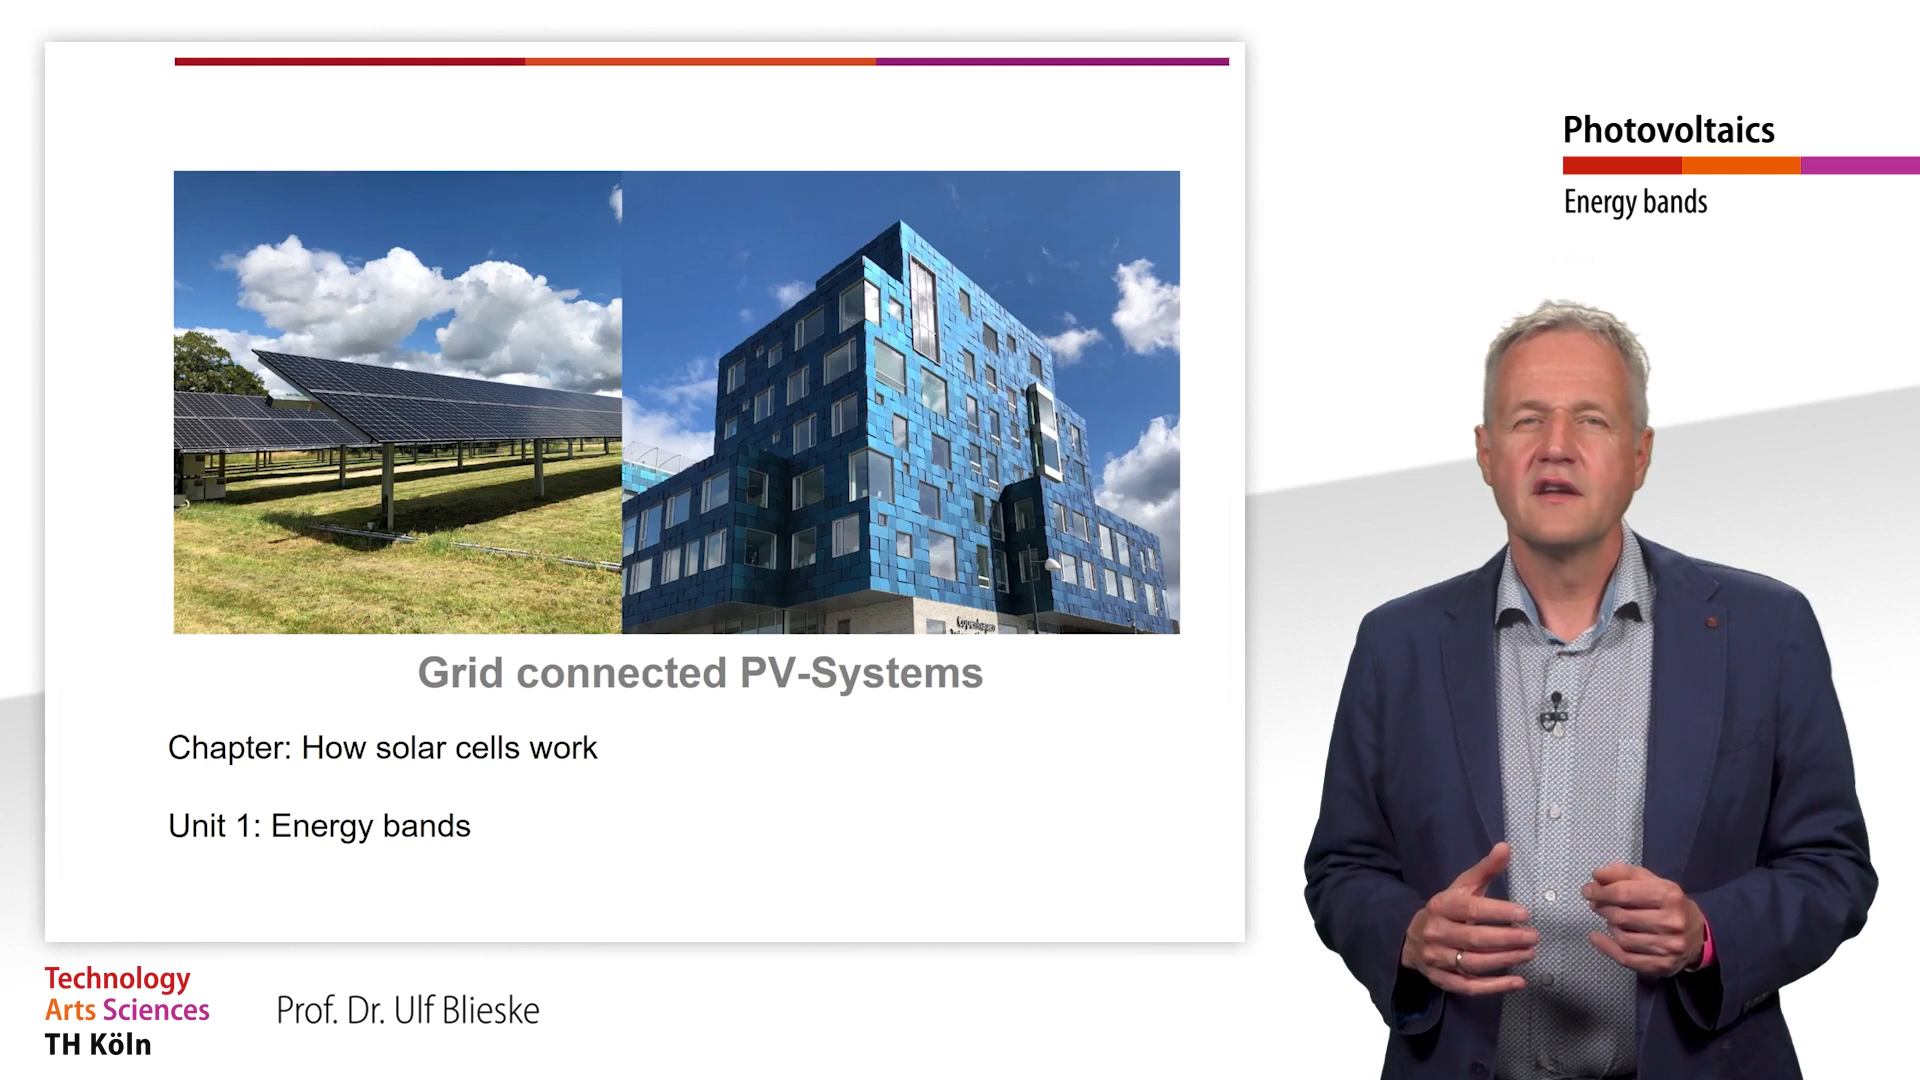 Photovoltaics
Energy bands
Copenhagen
Grid connected PV-Systems
Chapter: How solar cells work
Unit 1: Energy bands
Technology
Arts Sciences
TH Köln
Prof. Dr. Ulf Blieske